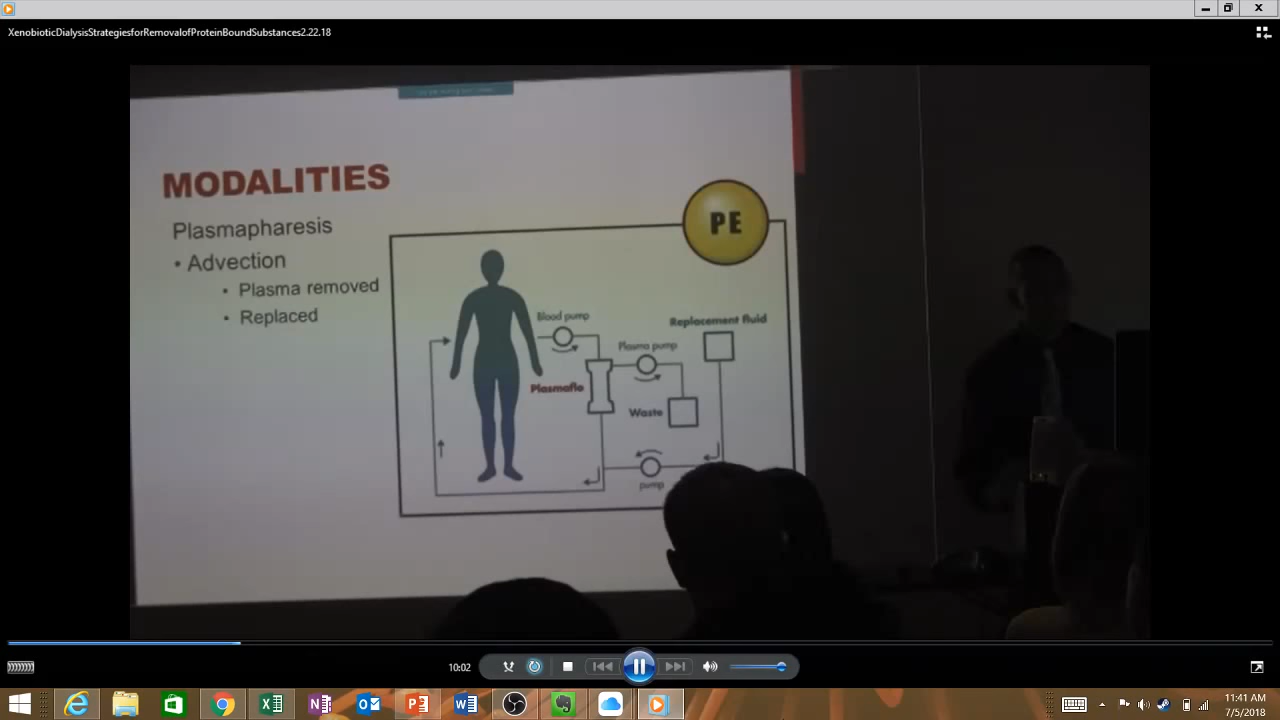 XenobioticDialysisStrategiesforRemovalofProteinBoundSubstances2.22.18
MODALITIES
Plasmapharesis
• Advection
• Plasma removed
• Replaced
PE
Blood pump
Replacement fluid
Plasma pump
Plasmaflo
Waste
pump
10:02
11:41 AM
7/5/2018